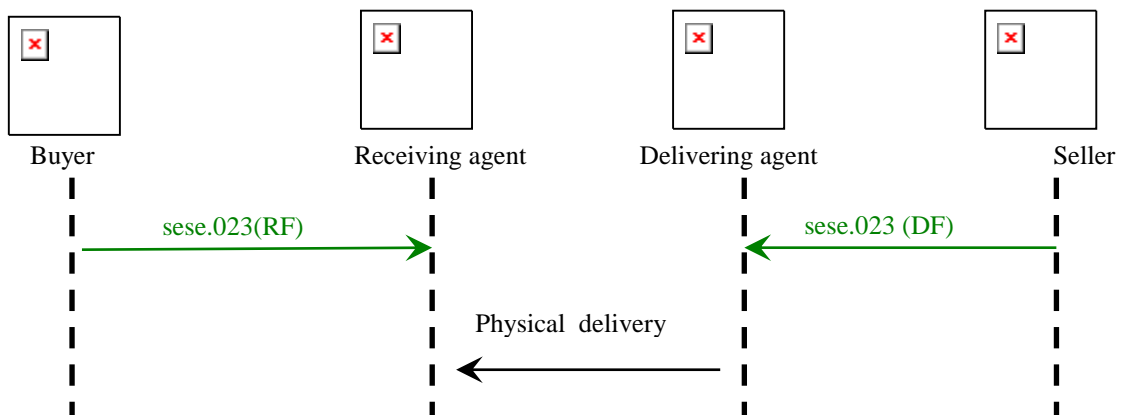 Buyer
Receiving agent
Delivering agent
Seller
sese.023(RF)
sese.023 (DF)
Physical delivery